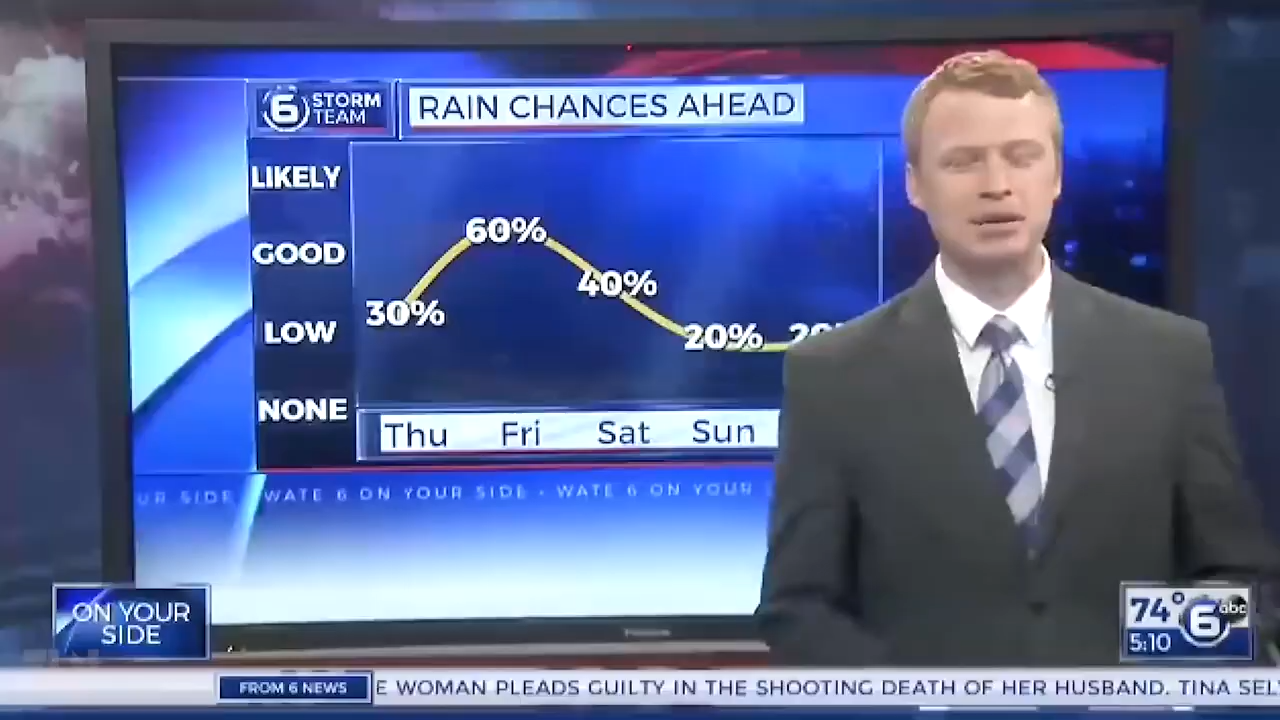 6 STORM TEAM
RAIN CHANCES AHEAD
LIKELY
GOOD
LOW
NONE
30%
60%
40%
20%
Thu
Fri
Sat
Sun
UR SIDE
WATE 6 ON YOUR SIDE - WATE 6 ON YOUR
ON YOUR
SIDE
74°
5:10
6
abc
FROM 6 NEWS
E WOMAN PLEADS GUILTY IN THE SHOOTING DEATH OF HER HUSBAND. TINA SEL